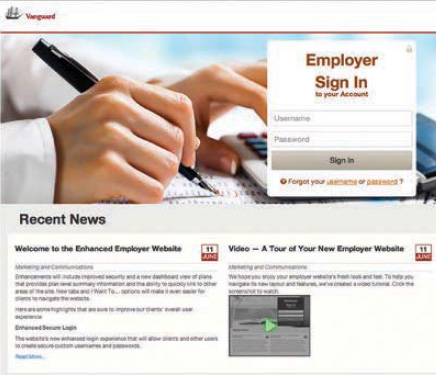 Vanguard
Employer
Sign In
to your Account
Username
Password
Sign in
Forgot your username or password ?
Recent News
Welcome to the Enhanced Employer Website
11
JUNE
Marketing and Communications
Enhancements will include improved security and a new dashboard view of plans
that provides plan level summary information and the ability to quickly link to other
areas of the site. New tabs and I Want To... options will make it even easier for
clients to navigate the website.
Here are some highlights that are sure to improve our clients' overall user
experience:
Enhanced Secure Login
The website's new enhanced login experience that will allow clients and other users
to create secure custom usernames and passwords.
Read More...
Video — A Tour of Your New Employer Website
11
JUNE
Marketing and Communications
We hope you enjoy your employer website's fresh look and feel. To help you
navigate its new layout and features, we've created a video tutorial. Click the
screenshot to watch.